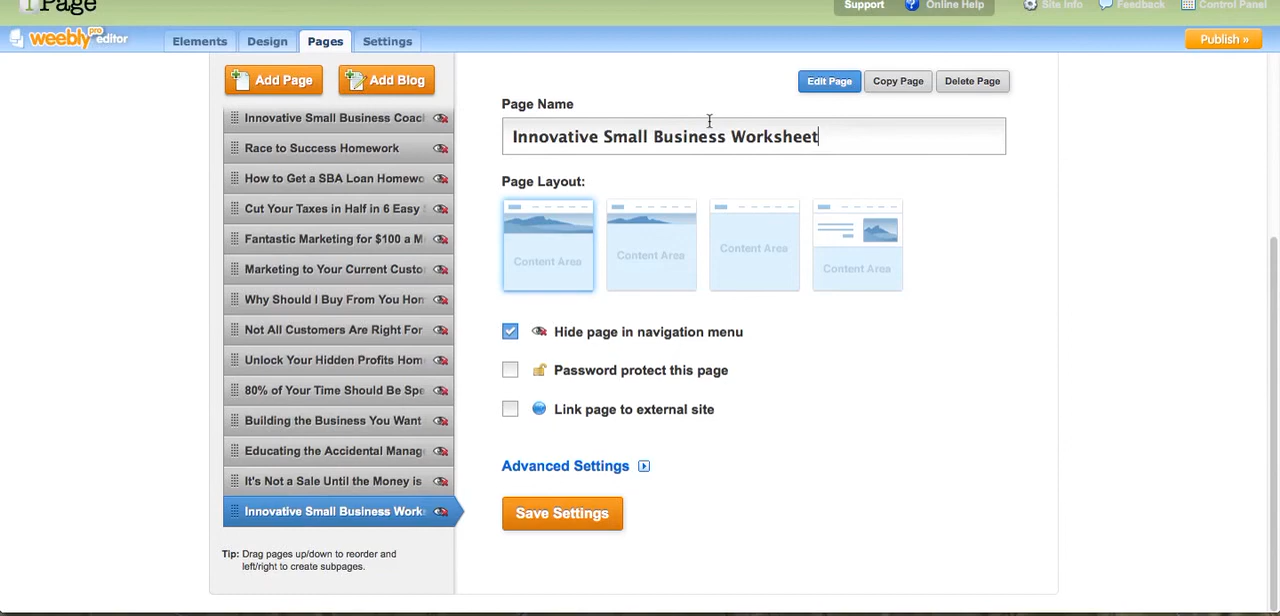 Page
Support
Online Help
Site Info
Feedback
Control Panel
weebly pro editor
Elements
Design
Pages
Settings
Publish »
Add Page
Add Blog
Innovative Small Business Coac
Race to Success Homework
How to Get a SBA Loan Homewo
Cut Your Taxes in Half in 6 Easy
Fantastic Marketing for $100 a M
Marketing to Your Current Custo
Why Should I Buy From You Hon
Not All Customers Are Right For
Unlock Your Hidden Profits Hom
80% of Your Time Should Be Spe
Building the Business You Want
Educating the Accidental Manag
It's Not a Sale Until the Money is
Innovative Small Business Work
Tip: Drag pages up/down to reorder and
left/right to create subpages.
Edit Page
Copy Page
Delete Page
Page Name
Innovative Small Business Worksheet
Page Layout:
Content Area
Content Area
Content Area
Content Area
Hide page in navigation menu
Password protect this page
Link page to external site
Advanced Settings
Save Settings